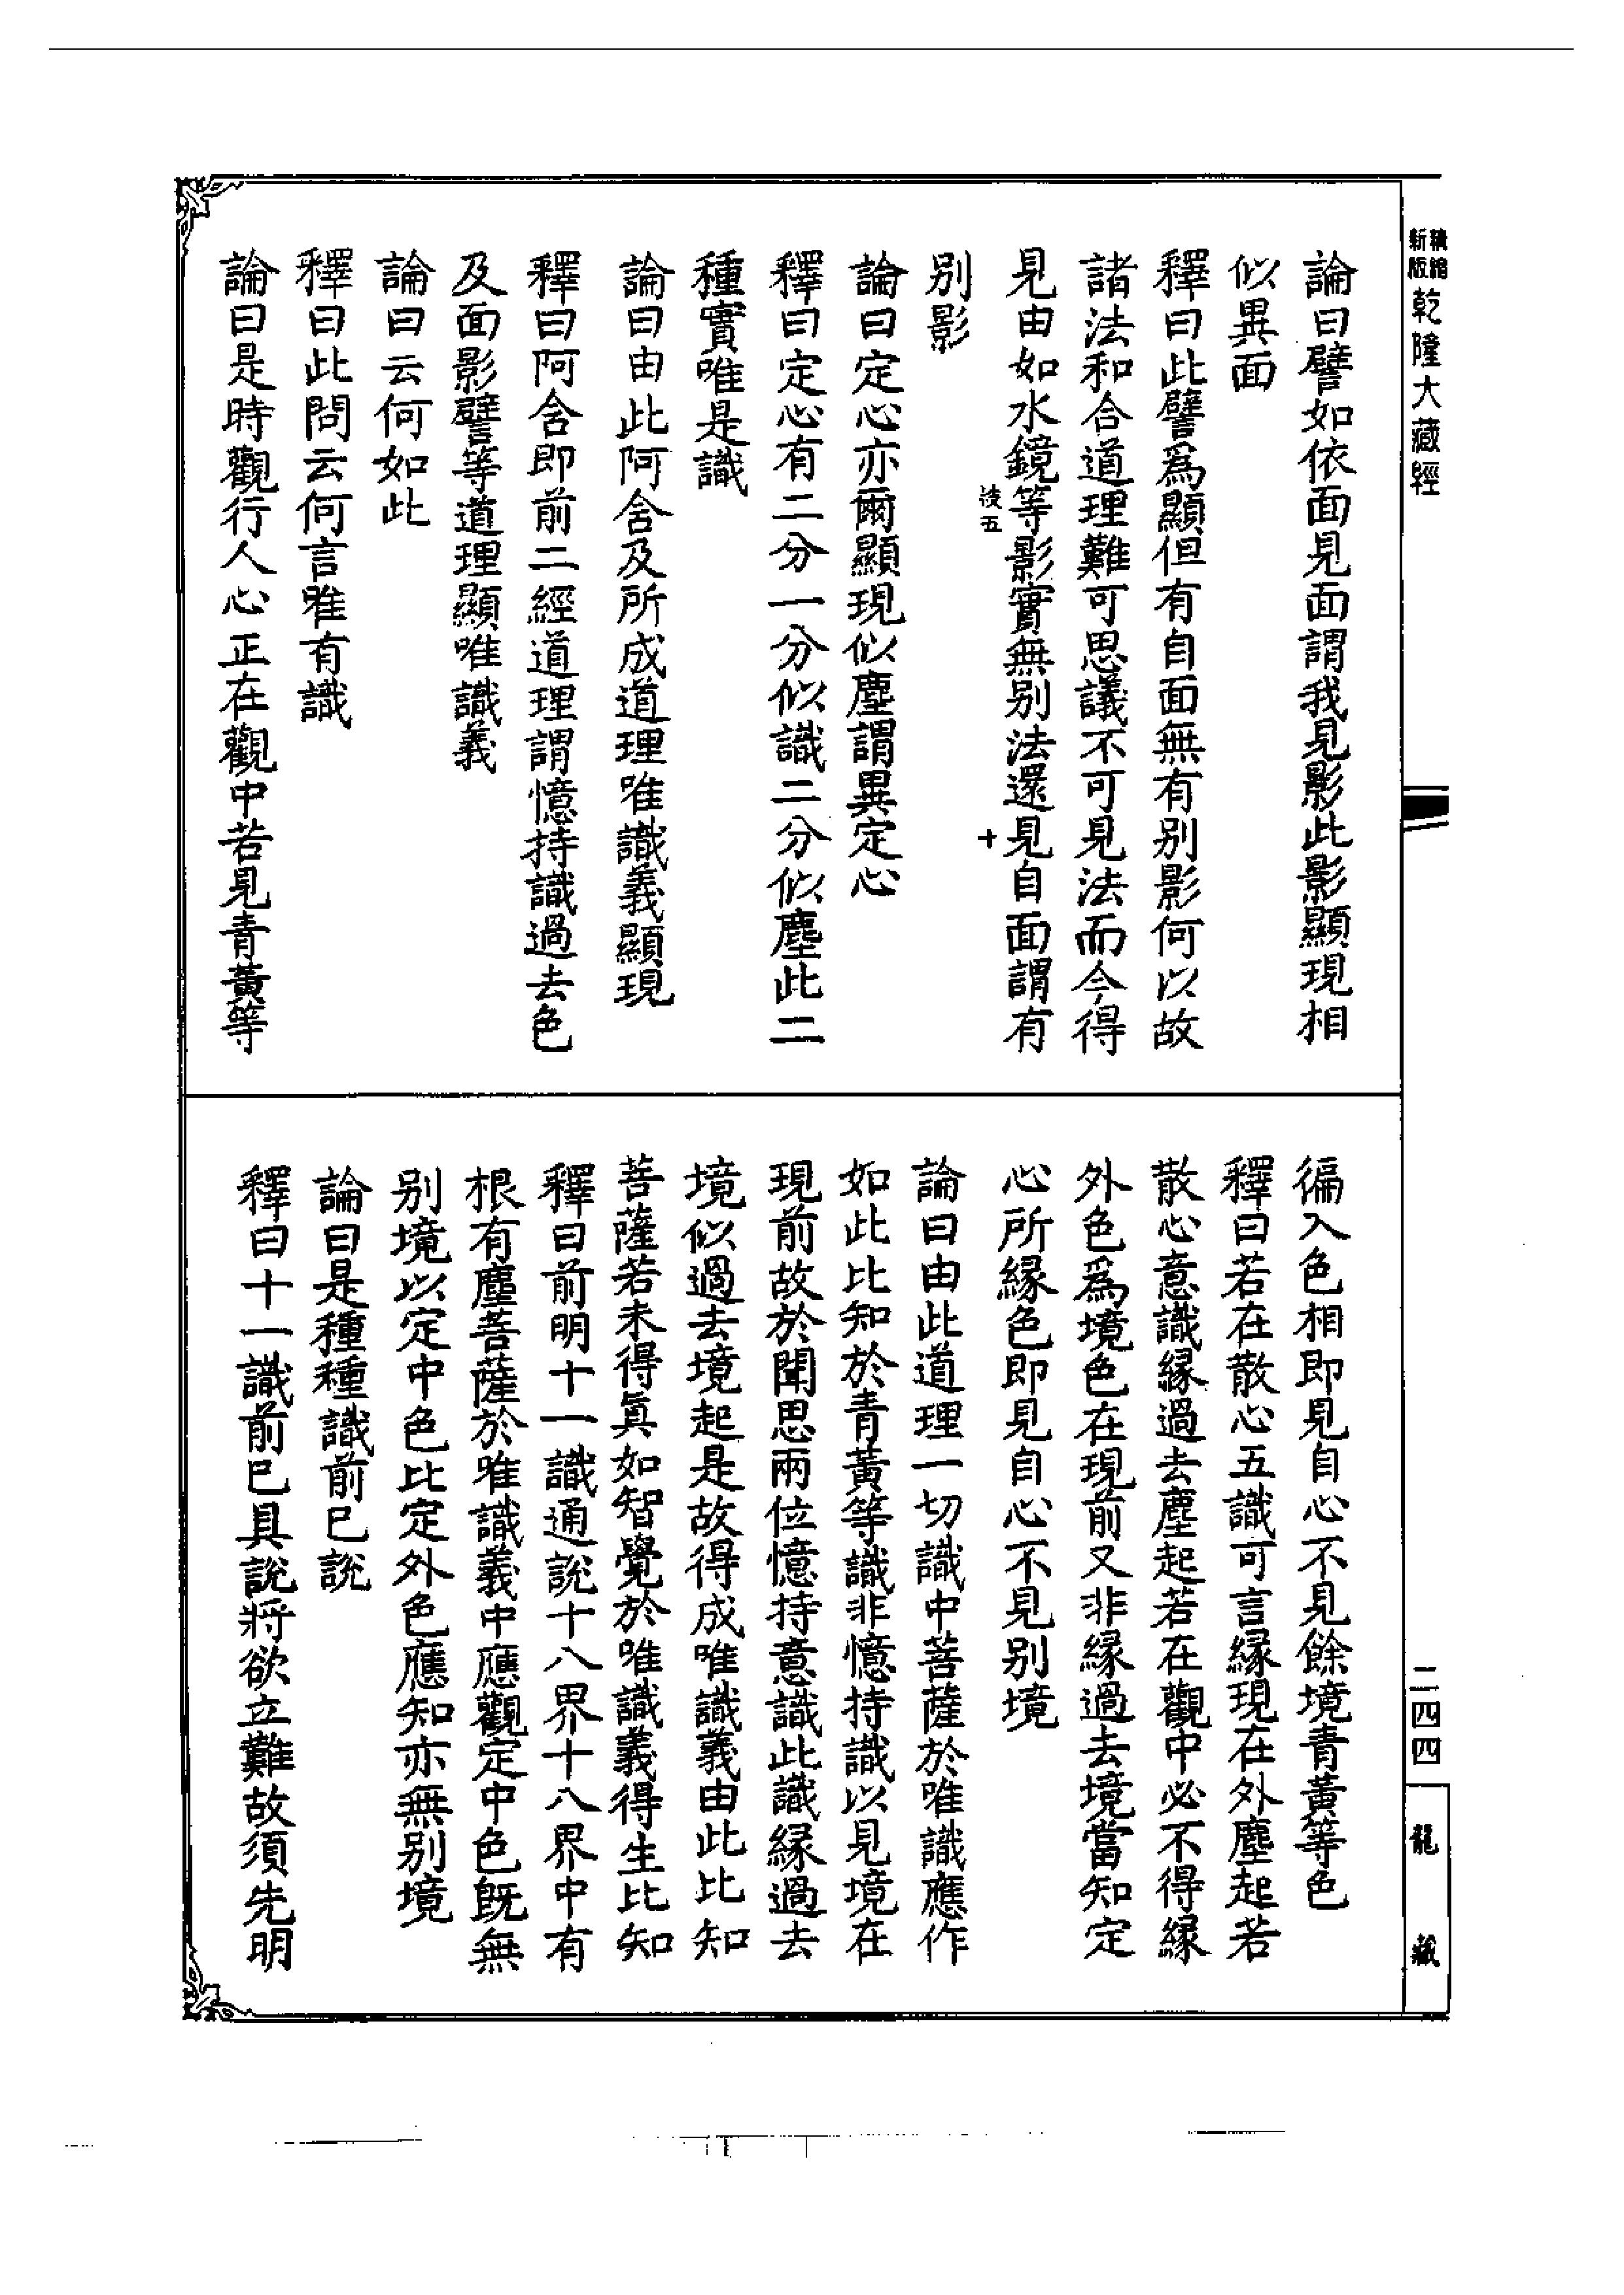 新版精縮
乾隆大藏經
論曰譬如依面見面謂我見影此影顯現相
似異面
釋曰此譬為顯但有自面無有別影何以故
諸法和合道理難可思議不可見法而今得
見由如水鏡等影實無別法還見自面謂有
五
十
別影
論曰定心亦爾顯現似塵謂異定心
釋曰定心有二分一分似識二分似塵此二
種實唯是識
論曰由此阿含及所成道理唯識義顯現
釋曰阿含即前二經道理謂憶持識過去色
及面影譬等道理顯唯識義
論曰云何如此
釋曰此問云何言唯有識
論曰是時觀行人心正在觀中若見青黃等
徧入色相即見自心不見餘境青黃等色
釋曰若在散心五識可言緣現在外塵起若
散心意識緣過去塵起若在觀中必不得緣
外色為境色在現前又非緣過去境當知定
心所緣色即見自心不見別境
論曰由此道理一切識中菩薩於唯識應作
如此比知於青黃等識非憶持識以見境在
現前故於聞思兩位憶持意識此識緣過去
境似過去境起是故得成唯識義由此比知
菩薩若未得真如智覺於唯識義得生比知
釋曰前明十一識通說十八界十八界中有
根有塵菩薩於唯識義中應觀定中色既無
別境以定中色比定外色應知亦無別境
論曰是種種識前已說
釋曰十一識前已具說將欲立難故須先明
二四四
龍藏